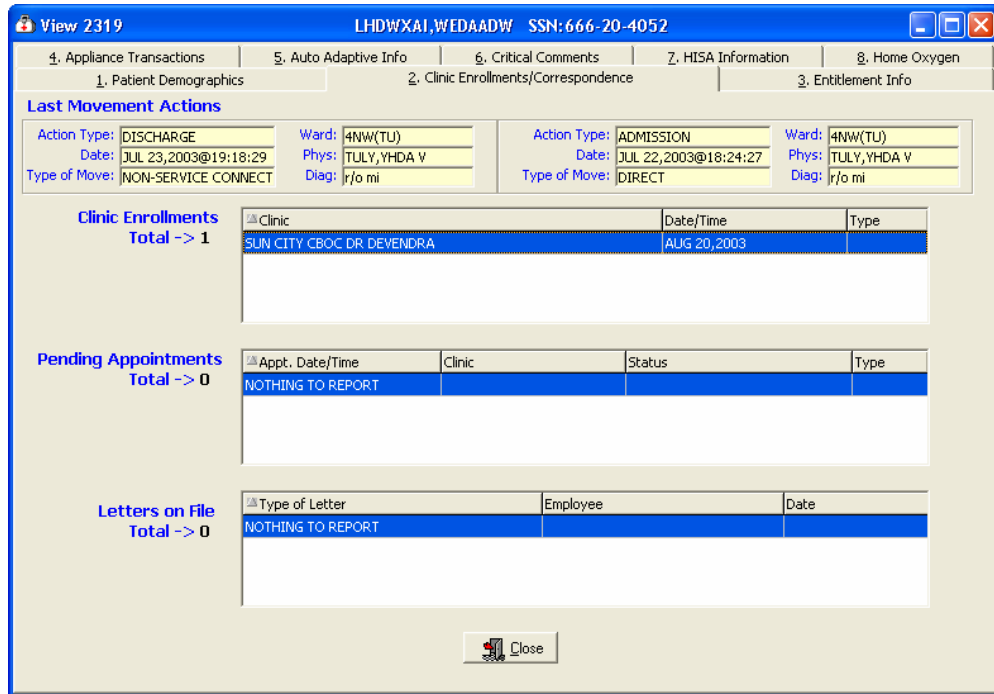 View 2319 LHDWXAI,WEDAADW SSN:666-20-4052
4. Appliance Transactions 5. Auto Adaptive Info 6. Critical Comments 7. HISA Information 8. Home Oxygen
1. Patient Demographics 2. Clinic Enrollments/Correspondence 3. Entitlement Info
Last Movement Actions
Action Type: DISCHARGE Ward: 4NW(TU) Action Type: ADMISSION Ward: 4NW(TU)
Date: JUL 23,2003@19:18:29 Phys: TULY,YHDA V Date: JUL 22,2003@18:24:27 Phys: TULY,YHDA V
Type of Move: NON-SERVICE CONNECT Diag: r/o mi Type of Move: DIRECT Diag: r/o mi
Clinic Enrollments Clinic Date/Time Type
Total -> 1 SUN CITY CBOC DR DEVENDRA AUG 20,2003
Pending Appointments Appt. Date/Time Clinic Status Type
Total -> 0 NOTHING TO REPORT
Letters on File Type of Letter Employee Date
Total -> 0 NOTHING TO REPORT
Close